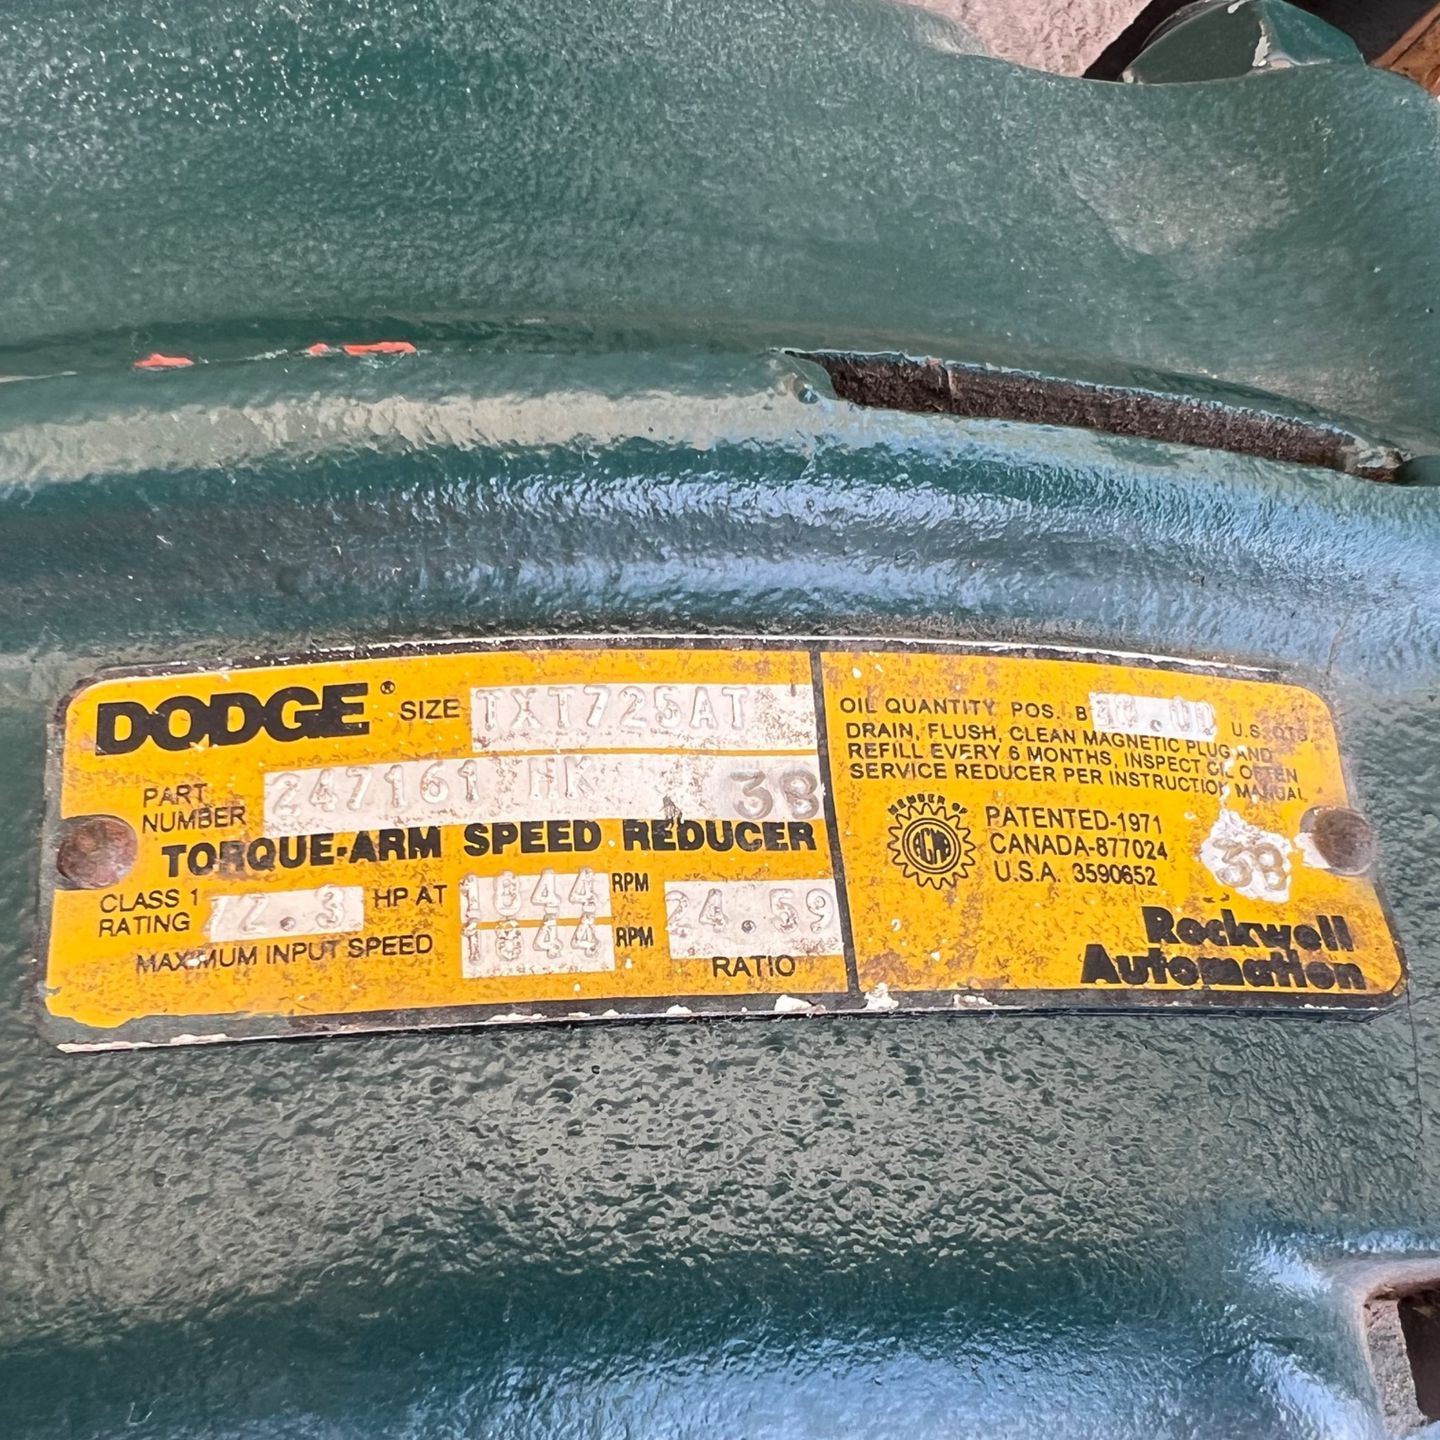 DODGE® SIZE TXT725AT
PART NUMBER 247161 HK 38
TORQUE-ARM SPEED REDUCER
CLASS 1 RATING 72.3 HP AT 1844 RPM
MAXIMUM INPUT SPEED 1844 RPM
24.59
RATIO
OIL QUANTITY POS. B U.S. QTS.
DRAIN, FLUSH, CLEAN MAGNETIC PLUG AND
REFILL EVERY 6 MONTHS, INSPECT OIL OFTEN
SERVICE REDUCER PER INSTRUCTION MANUAL
MEMBER OF
AGMA
PATENTED-1971
CANADA-877024
U.S.A. 3590652
38
Rockwell
Automation